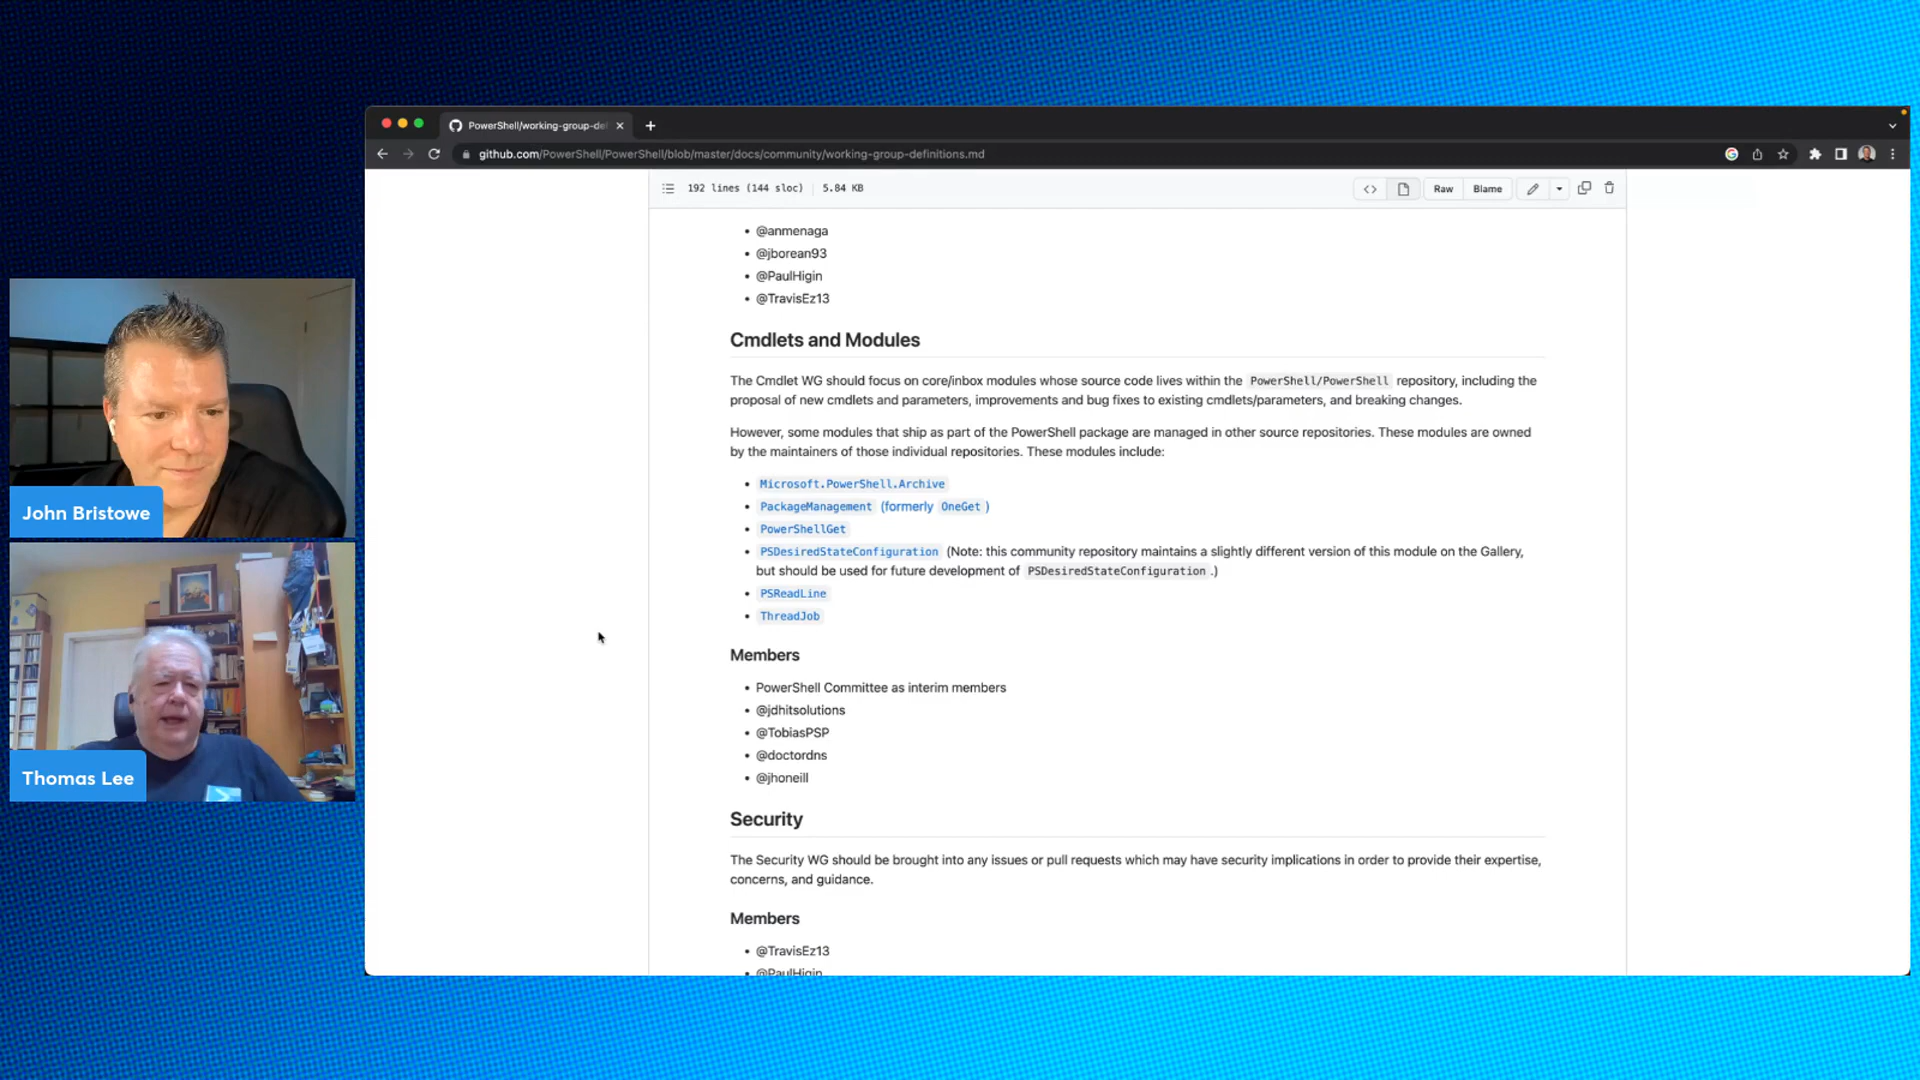 PowerShell/working-group-def
github.com/PowerShell/PowerShell/blob/master/docs/community/working-group-definitions.md
192 lines (144 sloc) | 5.84 KB
Raw
Blame
• @anmenaga
• @jborean93
• @PaulHigin
• @TravisEz13
Cmdlets and Modules
The Cmdlet WG should focus on core/inbox modules whose source code lives within the PowerShell/PowerShell repository, including the
proposal of new cmdlets and parameters, improvements and bug fixes to existing cmdlets/parameters, and breaking changes.
However, some modules that ship as part of the PowerShell package are managed in other source repositories. These modules are owned
by the maintainers of those individual repositories. These modules include:
• Microsoft.PowerShell.Archive
• PackageManagement (formerly OneGet )
• PowerShellGet
• PSDesiredStateConfiguration (Note: this community repository maintains a slightly different version of this module on the Gallery,
but should be used for future development of PSDesiredStateConfiguration .)
• PSReadLine
• ThreadJob
Members
• PowerShell Committee as interim members
• @jdhitsolutions
• @TobiasPSP
• @doctordns
• @jhoneill
Security
The Security WG should be brought into any issues or pull requests which may have security implications in order to provide their expertise,
concerns, and guidance.
Members
• @TravisEz13
• @PaulHigin
John Bristowe
Thomas Lee